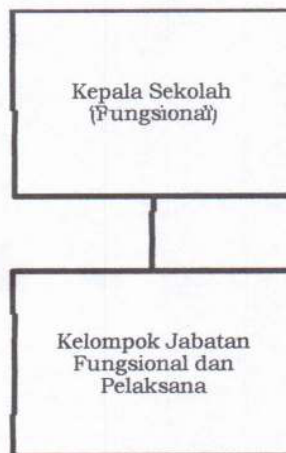 Kepala Sekolah
(Fungsional)
Kelompok Jabatan
Fungsional dan
Pelaksana